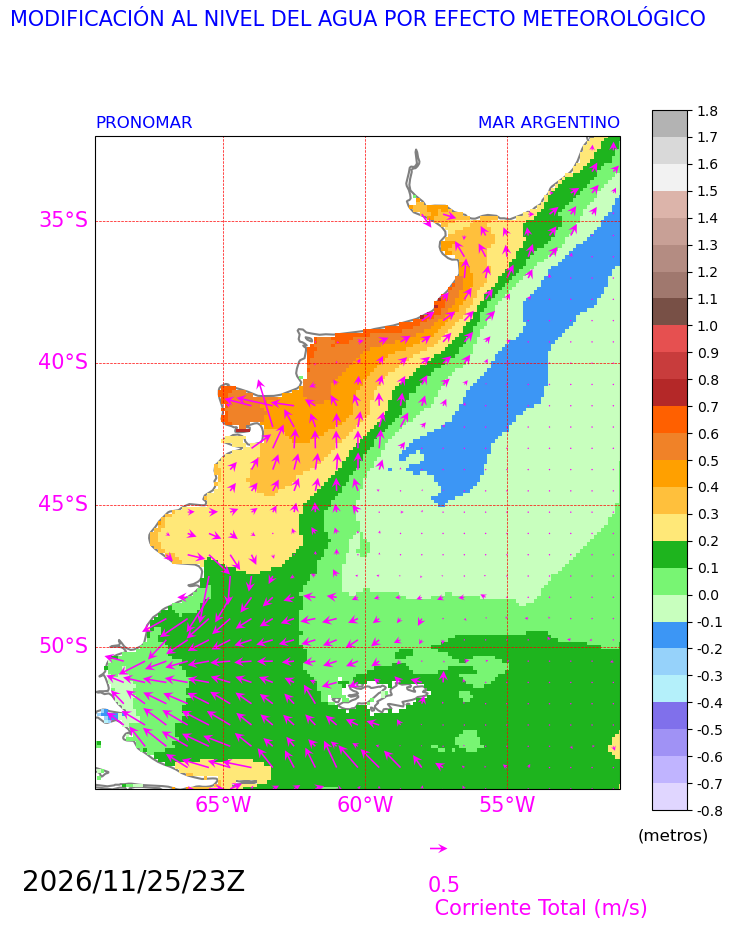 MODIFICACIÓN AL NIVEL DEL AGUA POR EFECTO METEOROLÓGICO
PRONOMAR
MAR ARGENTINO
35°S
40°S
45°S
50°S
65°W
60°W
55°W
1.8
1.7
1.6
1.5
1.4
1.3
1.2
1.1
1.0
0.9
0.8
0.7
0.6
0.5
0.4
0.3
0.2
0.1
0.0
-0.1
-0.2
-0.3
-0.4
-0.5
-0.6
-0.7
-0.8
(metros)
2026/11/25/23Z
0.5
Corriente Total (m/s)